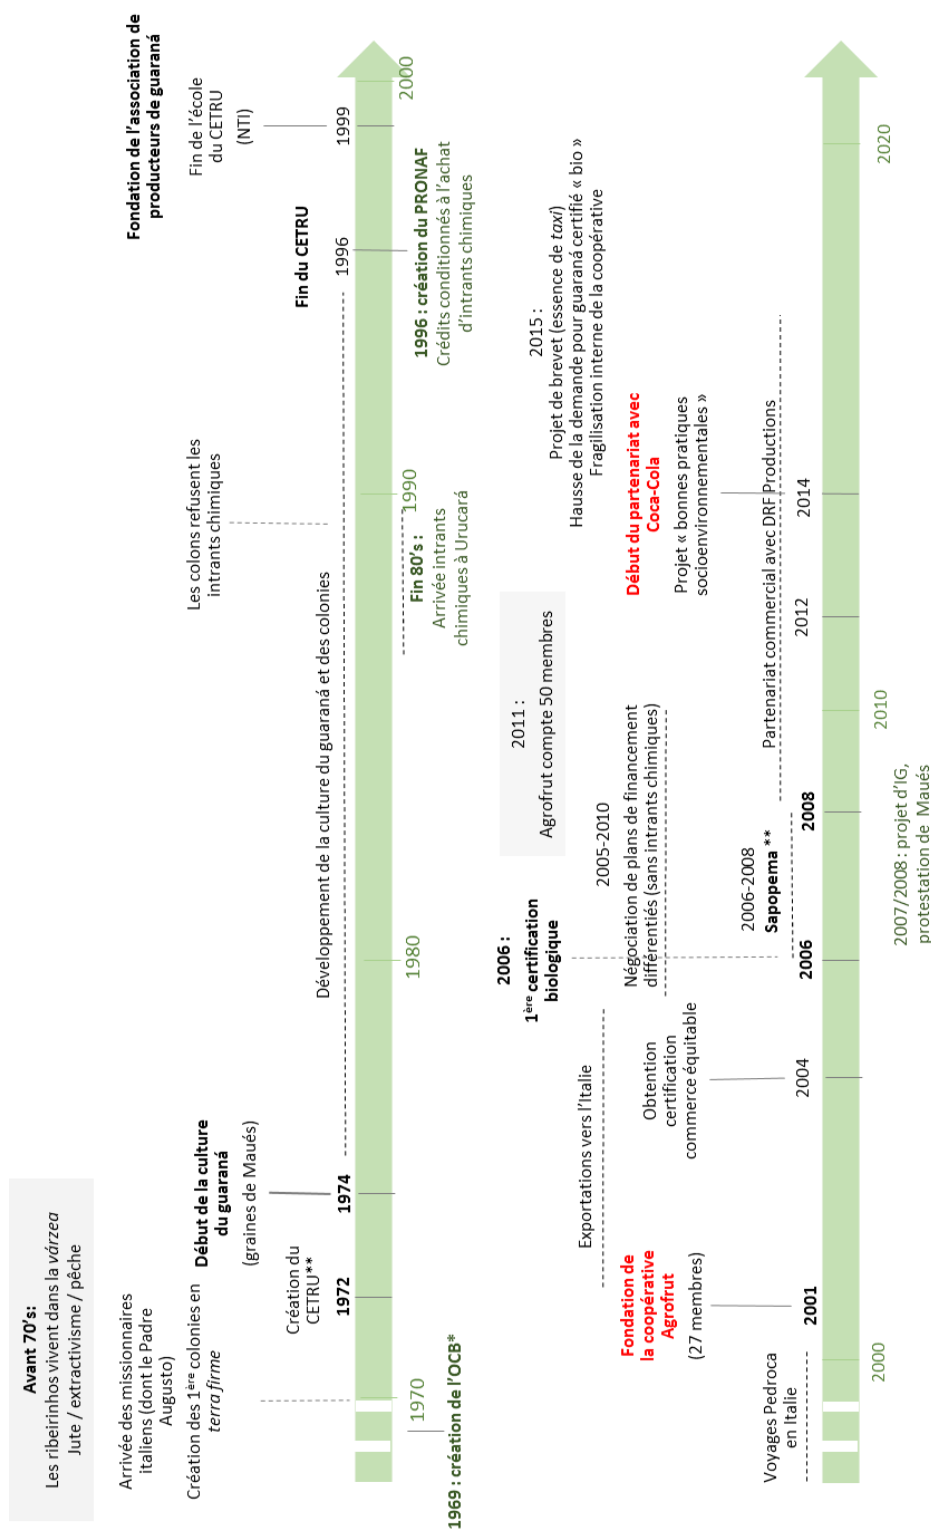 Avant 70's:
Les ribeirinhos vivent dans la várzea
Jute / extractivisme / pêche
Arrivée des missionnaires
italiens (dont le Padre
Augusto)
Création des 1ère colonies en
terra firme
Création du
CETRU**
Début de la culture
du guaraná
(graines de Maués)
Développement de la culture du guaraná et des colonies
Les colons refusent les
intrants chimiques
Fin du CETRU
Fin de l'école
du CETRU
(NTI)
Fondation de l'association de
producteurs de guaraná
1972
1974
1996
1999
1970
1980
1990
2000
1969 : création de l'OCB*
Fin 80's :
Arrivée intrants
chimiques à Urucará
1996 : création du PRONAF
Crédits conditionnés à l'achat
d'intrants chimiques
Voyages Pedroca
en Italie
Fondation de
la coopérative
Agrofrut
(27 membres)
Exportations vers l'Italie
Obtention
certification
commerce équitable
2006 :
1ère certification
biologique
2005-2010
Négociation de plans de financement
différentiés (sans intrants chimiques)
2006-2008
Sapopema **
2011 :
Agrofrut compte 50 membres
Partenariat commercial avec DRF Productions
Début du partenariat avec
Coca-Cola
Projet « bonnes pratiques
socioenvironnementales »
2015 :
Projet de brevet (essence de taxi)
Hausse de la demande pour guaraná certifié « bio »
Fragilisation interne de la coopérative
2001
2004
2006
2008
2012
2014
2000
2010
2020
2007/2008 : projet d'IG,
protestation de Maués